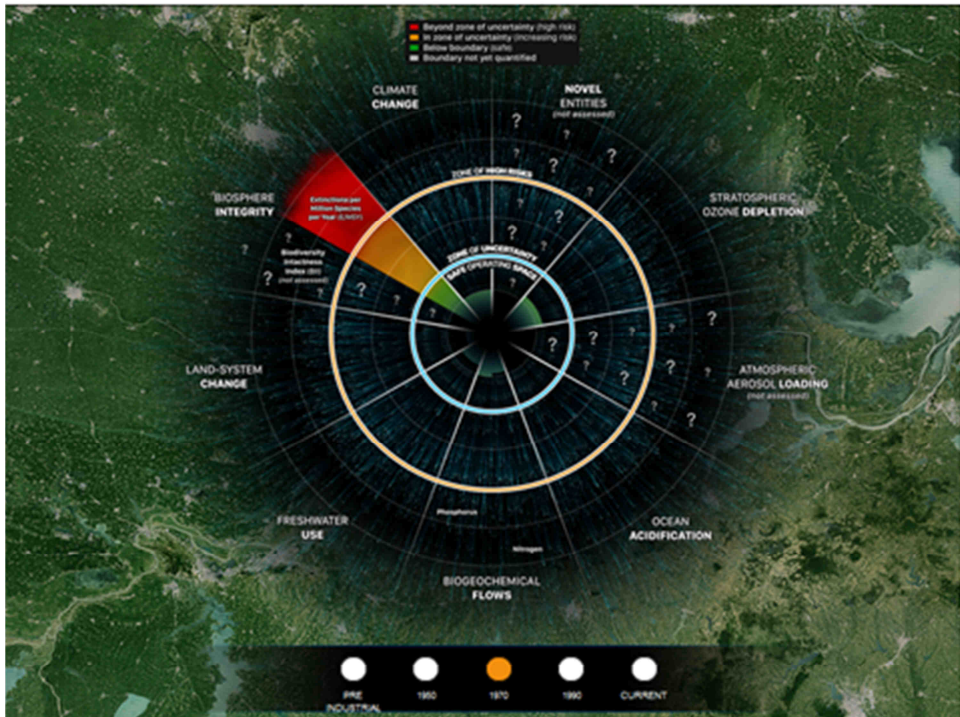 Beyond zone of uncertainty (high risk)
In zone of uncertainty (increasing risk)
Below boundary (safe)
Boundary not yet quantified
CLIMATE
CHANGE
NOVEL
ENTITIES
(not assessed)
?
?
?
?
?
?
?
ZONE OF HIGH RISKS
BIOSPHERE
INTEGRITY
Extinctions per
Million Species
per Year (E/MSY)
STRATOSPHERIC
OZONE DEPLETION
?
?
?
?
?
ZONE OF UNCERTAINTY
SAFE OPERATING SPACE
?
?
?
Biodiversity
Intactness
Index (BII)
(not assessed)
?
?
?
?
?
?
?
?
?
?
?
?
?
?
LAND-SYSTEM
CHANGE
ATMOSPHERIC
AEROSOL LOADING
(not assessed)
?
?
FRESHWATER
USE
Phosphorus
OCEAN
ACIDIFICATION
Nitrogen
BIOGEOCHEMICAL
FLOWS
PRE
INDUSTRIAL
1950
1970
1990
CURRENT